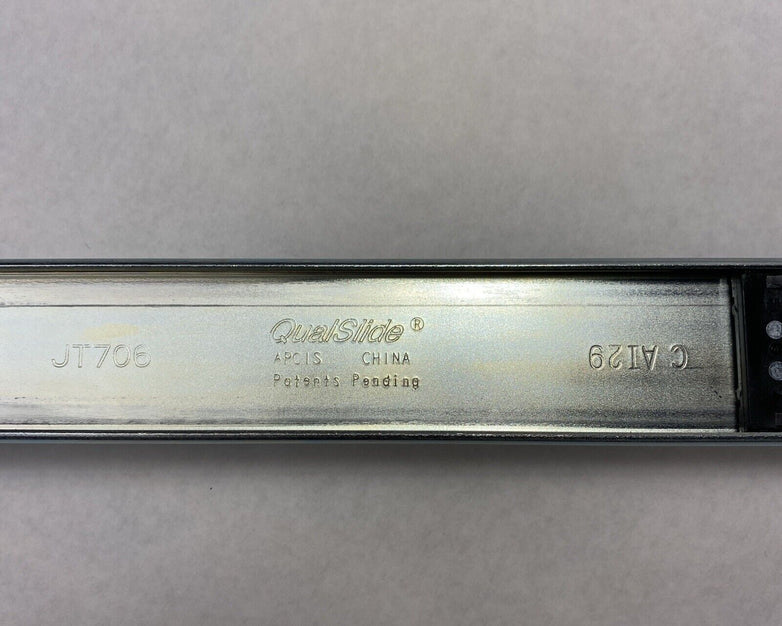 JT706
QualSlide®
APCIS CHINA
Patents Pending
C AI29